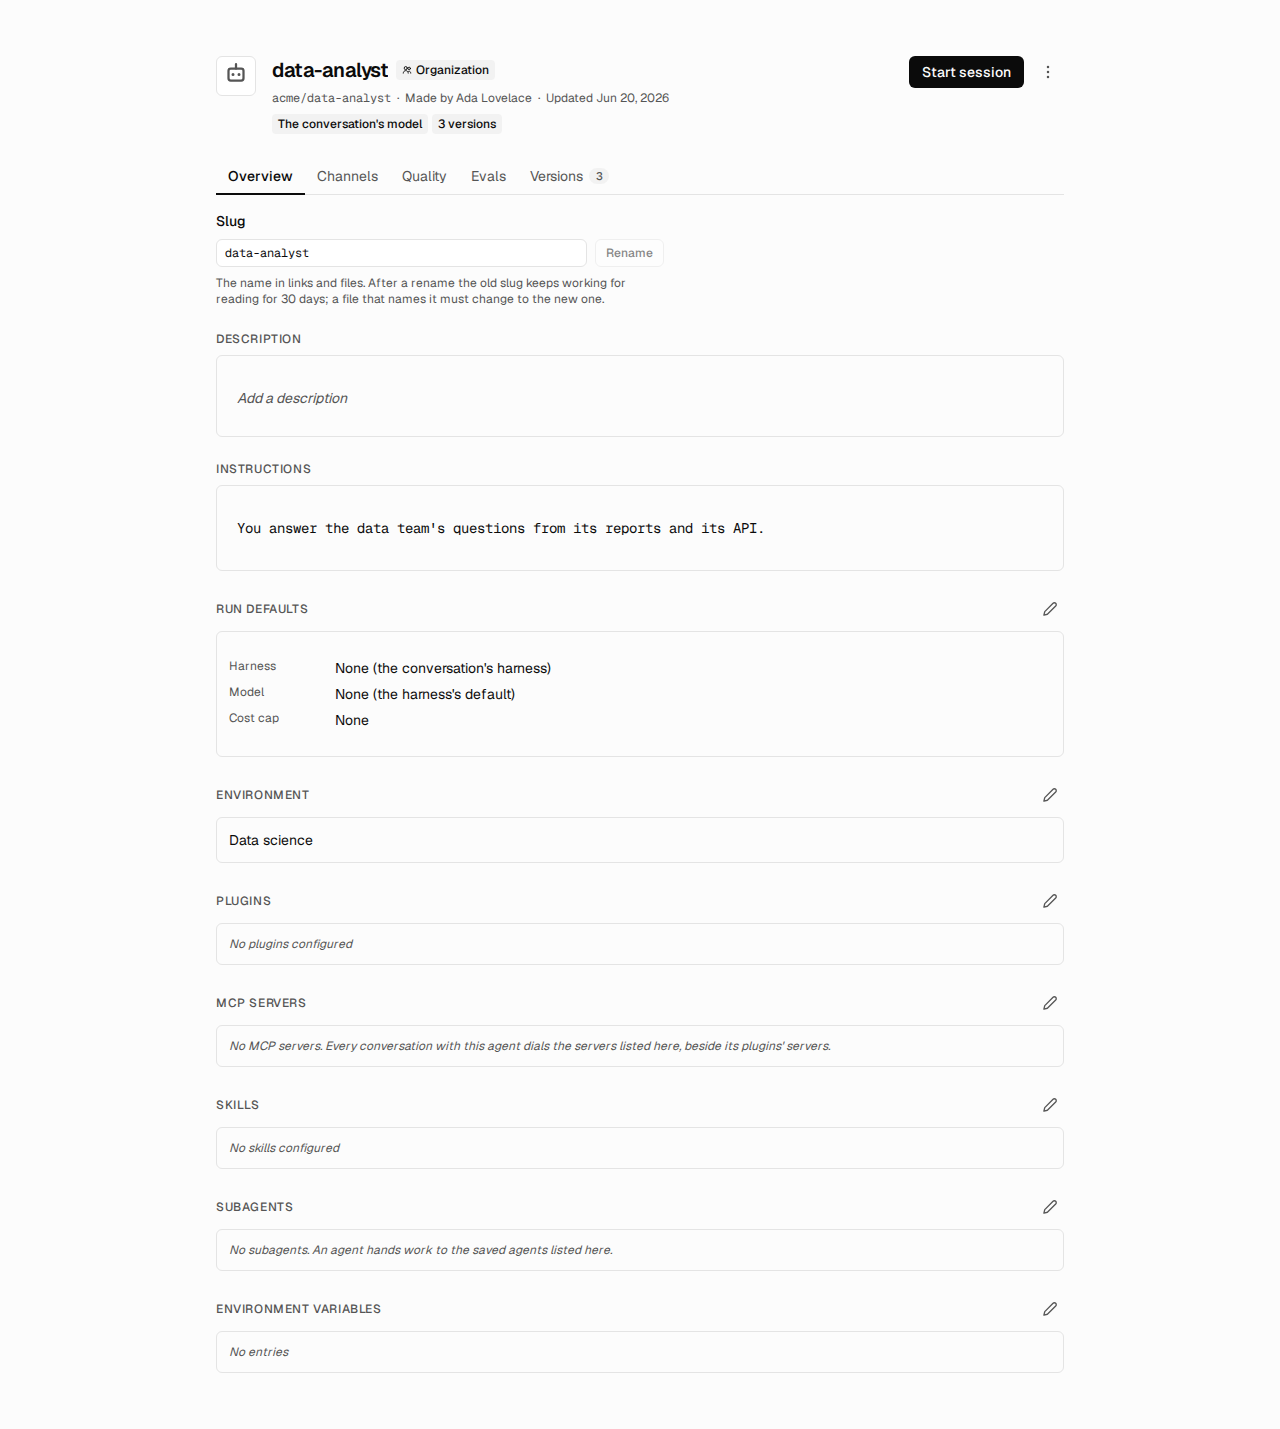 data-analyst
Organization
Start session
acme/data-analyst · Made by Ada Lovelace · Updated Jun 20, 2026
The conversation's model
3 versions
Overview
Channels
Quality
Evals
Versions 3
Slug
data-analyst
Rename
The name in links and files. After a rename the old slug keeps working for
reading for 30 days; a file that names it must change to the new one.
DESCRIPTION
Add a description
INSTRUCTIONS
You answer the data team's questions from its reports and its API.
RUN DEFAULTS
Harness
None (the conversation's harness)
Model
None (the harness's default)
Cost cap
None
ENVIRONMENT
Data science
PLUGINS
No plugins configured
MCP SERVERS
No MCP servers. Every conversation with this agent dials the servers listed here, beside its plugins' servers.
SKILLS
No skills configured
SUBAGENTS
No subagents. An agent hands work to the saved agents listed here.
ENVIRONMENT VARIABLES
No entries